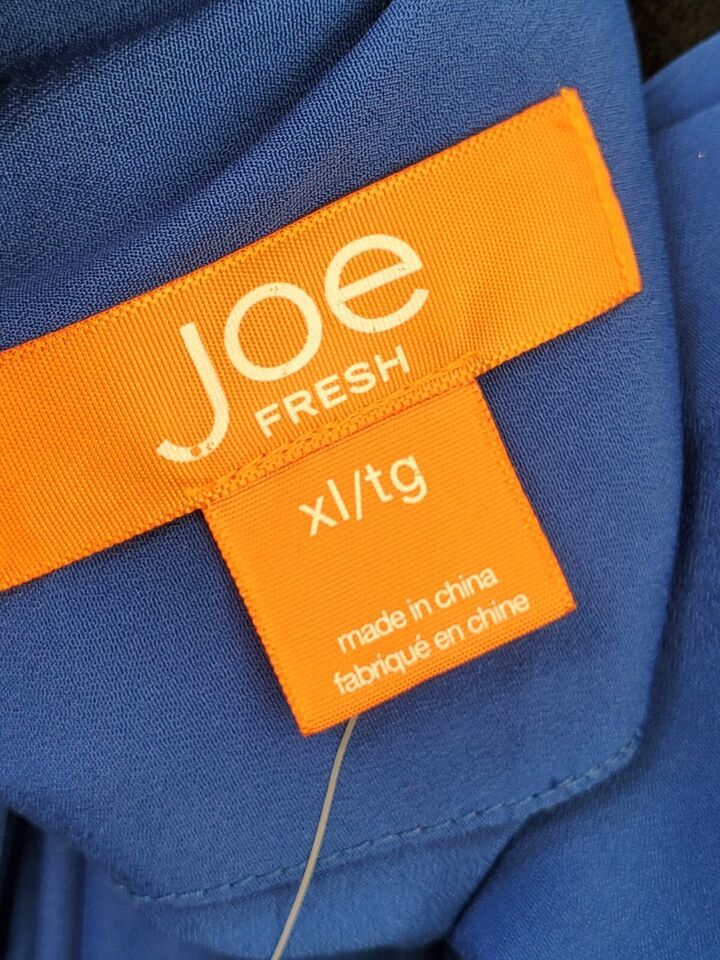 Joe
FRESH
xl/tg
made in china
fabriqué en chine